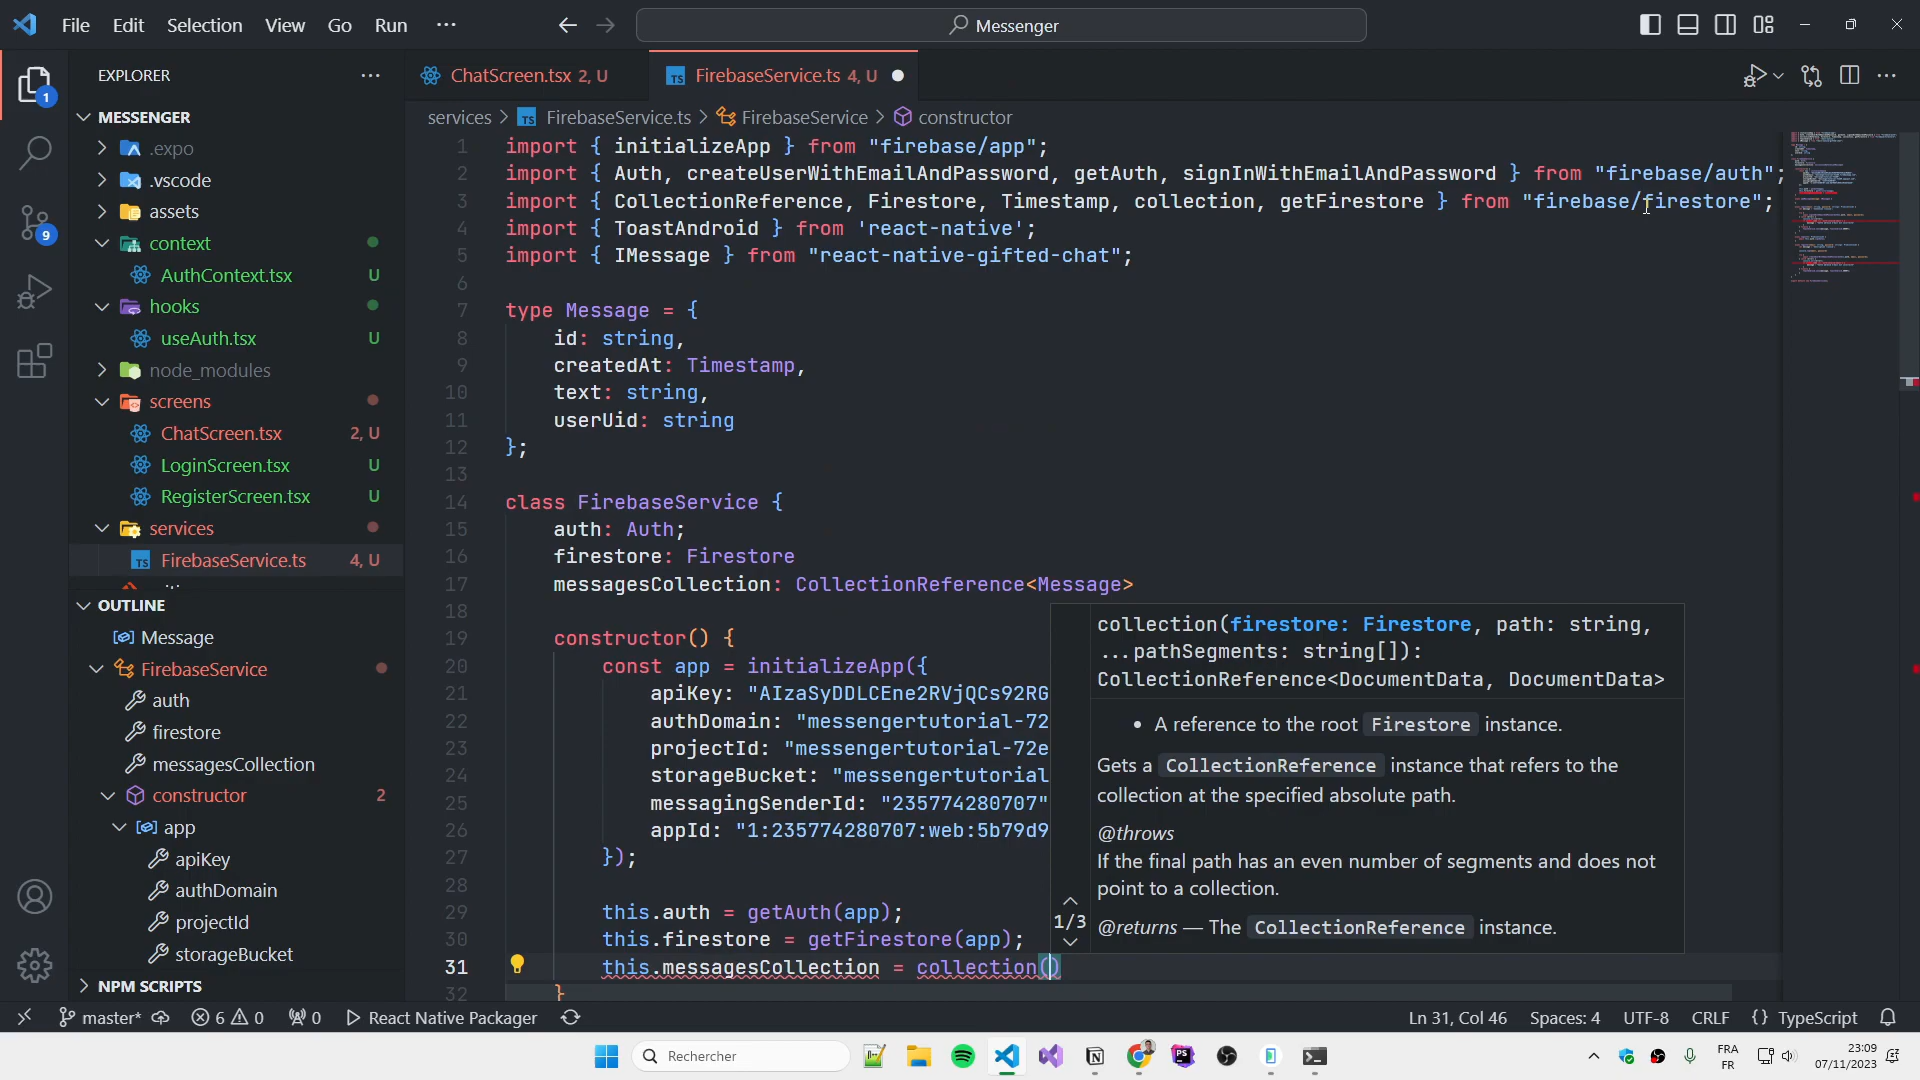 File Edit Selection View Go Run ···
Messenger
EXPLORER
ChatScreen.tsx 2, U
FirebaseService.ts 4, U
MESSENGER
.expo
.vscode
assets
context
AuthContext.tsx U
hooks
useAuth.tsx U
node_modules
screens
ChatScreen.tsx 2, U
LoginScreen.tsx U
RegisterScreen.tsx U
services
FirebaseService.ts 4, U
OUTLINE
Message
FirebaseService
auth
firestore
messagesCollection
constructor 2
app
apiKey
authDomain
projectId
storageBucket
NPM SCRIPTS
1
9
services > FirebaseService.ts > FirebaseService > constructor
1 import { initializeApp } from "firebase/app";
2 import { Auth, createUserWithEmailAndPassword, getAuth, signInWithEmailAndPassword } from "firebase/auth";
3 import { CollectionReference, Firestore, Timestamp, collection, getFirestore } from "firebase/firestore";
4 import { ToastAndroid } from 'react-native';
5 import { IMessage } from "react-native-gifted-chat";
6
7 type Message = {
8 id: string,
9 createdAt: Timestamp,
10 text: string,
11 userUid: string
12 };
13
14 class FirebaseService {
15 auth: Auth;
16 firestore: Firestore
17 messagesCollection: CollectionReference<Message>
18
19 constructor() {
20 const app = initializeApp({
21 apiKey: "AIzaSyDDLCEne2RVjQCs92RG
22 authDomain: "messengertutorial-72
23 projectId: "messengertutorial-72e
24 storageBucket: "messengertutorial
25 messagingSenderId: "235774280707"
26 appId: "1:235774280707:web:5b79d9
27 });
28
29 this.auth = getAuth(app);
30 this.firestore = getFirestore(app);
31 this.messagesCollection = collection()
32 }
collection(firestore: Firestore, path: string,
...pathSegments: string[]):
CollectionReference<DocumentData, DocumentData>
• A reference to the root Firestore instance.
Gets a CollectionReference instance that refers to the
collection at the specified absolute path.
@throws
If the final path has an even number of segments and does not
point to a collection.
1/3
@returns — The CollectionReference instance.
master* 6 0 0 React Native Packager Ln 31, Col 46 Spaces: 4 UTF-8 CRLF {} TypeScript
Rechercher
FRA
FR
23:09
07/11/2023